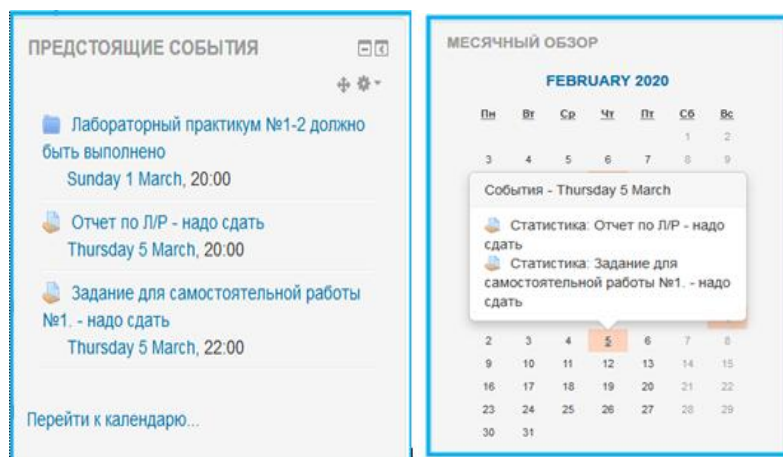 ПРЕДСТОЯЩИЕ СОБЫТИЯ
Лабораторный практикум №1-2 должно
быть выполнено
Sunday 1 March, 20:00
Отчет по Л/Р - надо сдать
Thursday 5 March, 20:00
Задание для самостоятельной работы
№1. - надо сдать
Thursday 5 March, 22:00
Перейти к календарю...
МЕСЯЧНЫЙ ОБЗОР
FEBRUARY 2020
Пн Вт Ср Чт Пт Сб Вс
1 2
3 4 5 6 7 8 9
События - Thursday 5 March
Статистика: Отчет по Л/Р - надо
сдать
Статистика: Задание для
самостоятельной работы №1. - надо
сдать
2 3 4 5 6 7 8
9 10 11 12 13 14 15
16 17 18 19 20 21 22
23 24 25 26 27 28 29
30 31